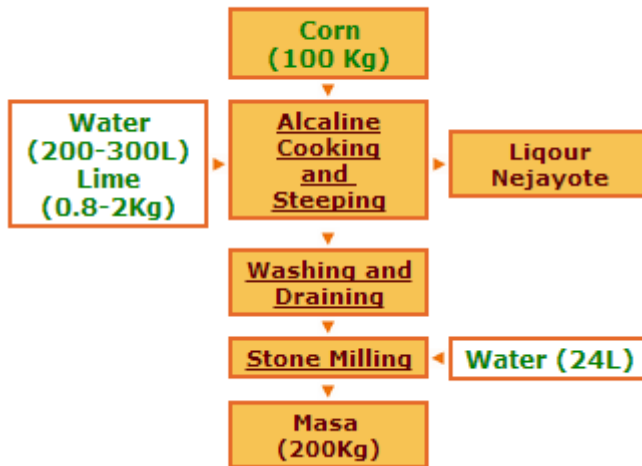 Corn
(100 Kg)
Water
(200-300L)
Lime
(0.8-2Kg)
Alcaline
Cooking
and
Steeping
Liqour
Nejayote
Washing and
Draining
Stone Milling
Water (24L)
Masa
(200Kg)